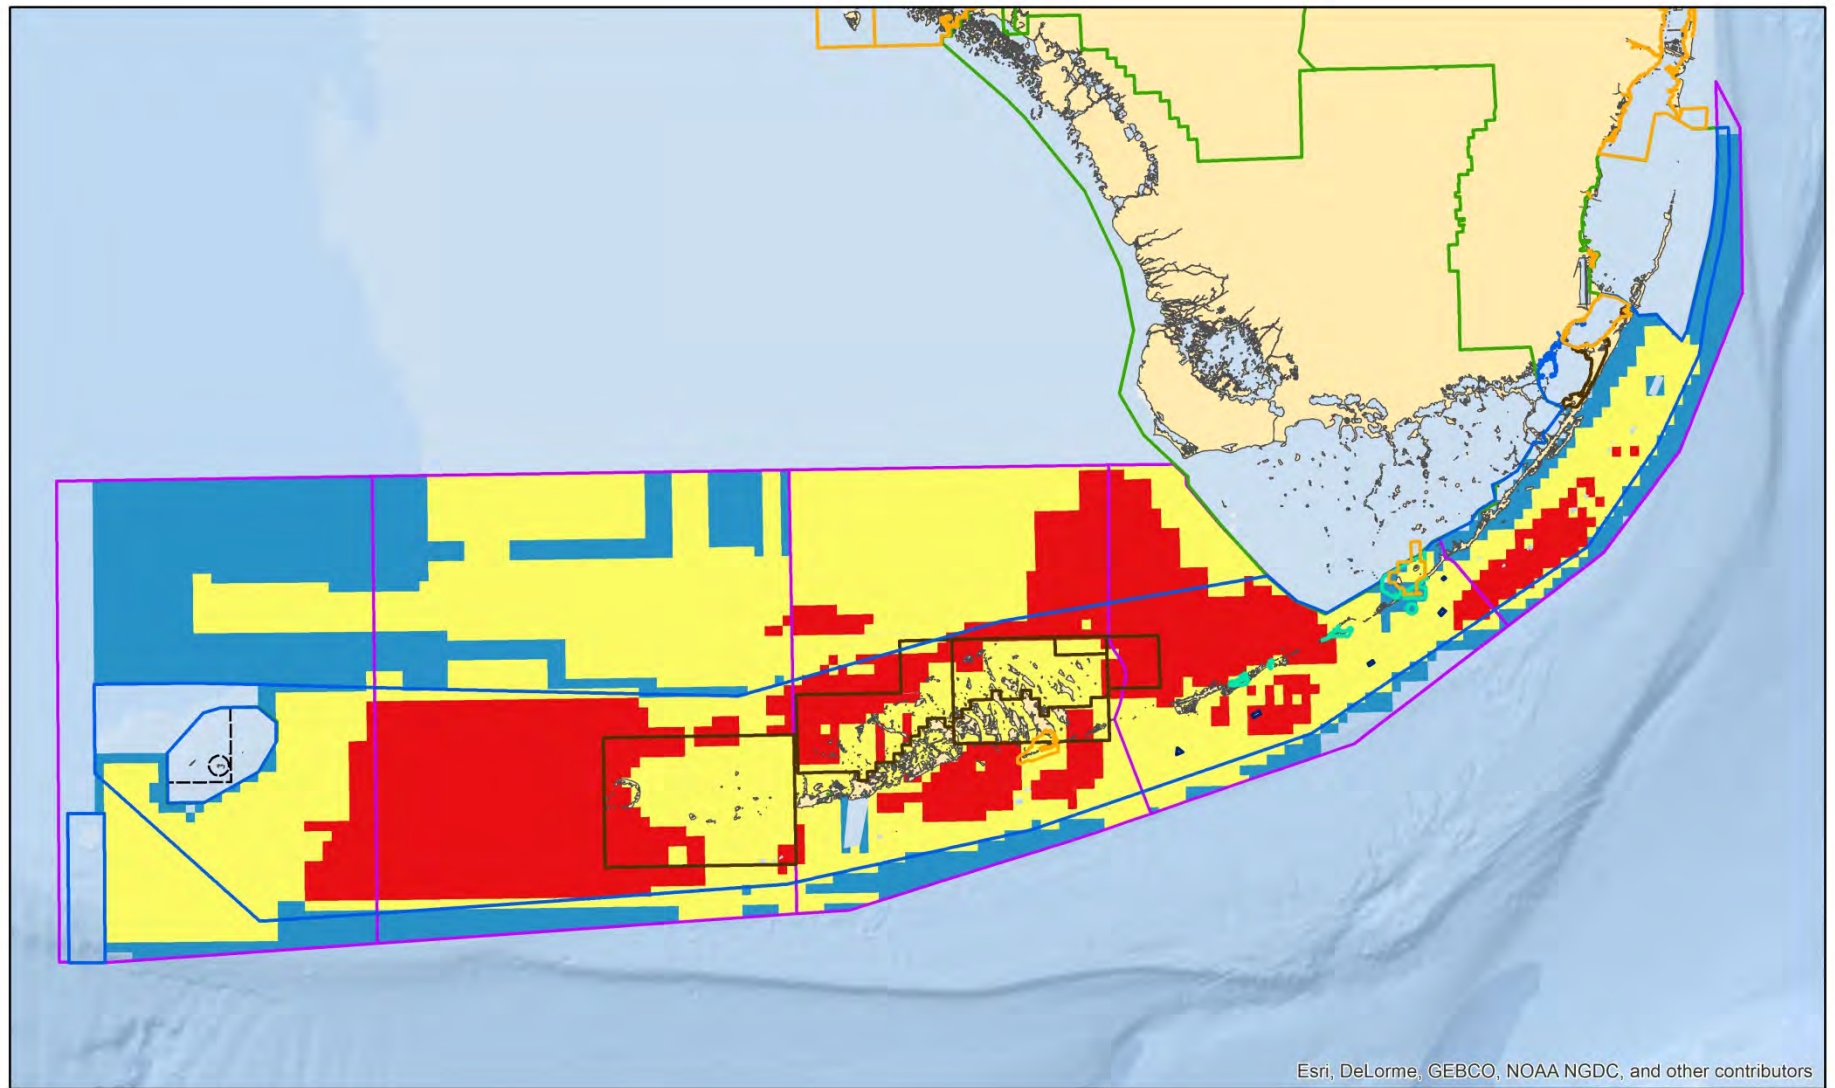 Esri, DeLorme, GEBCO, NOAA NGDC, and other contributors